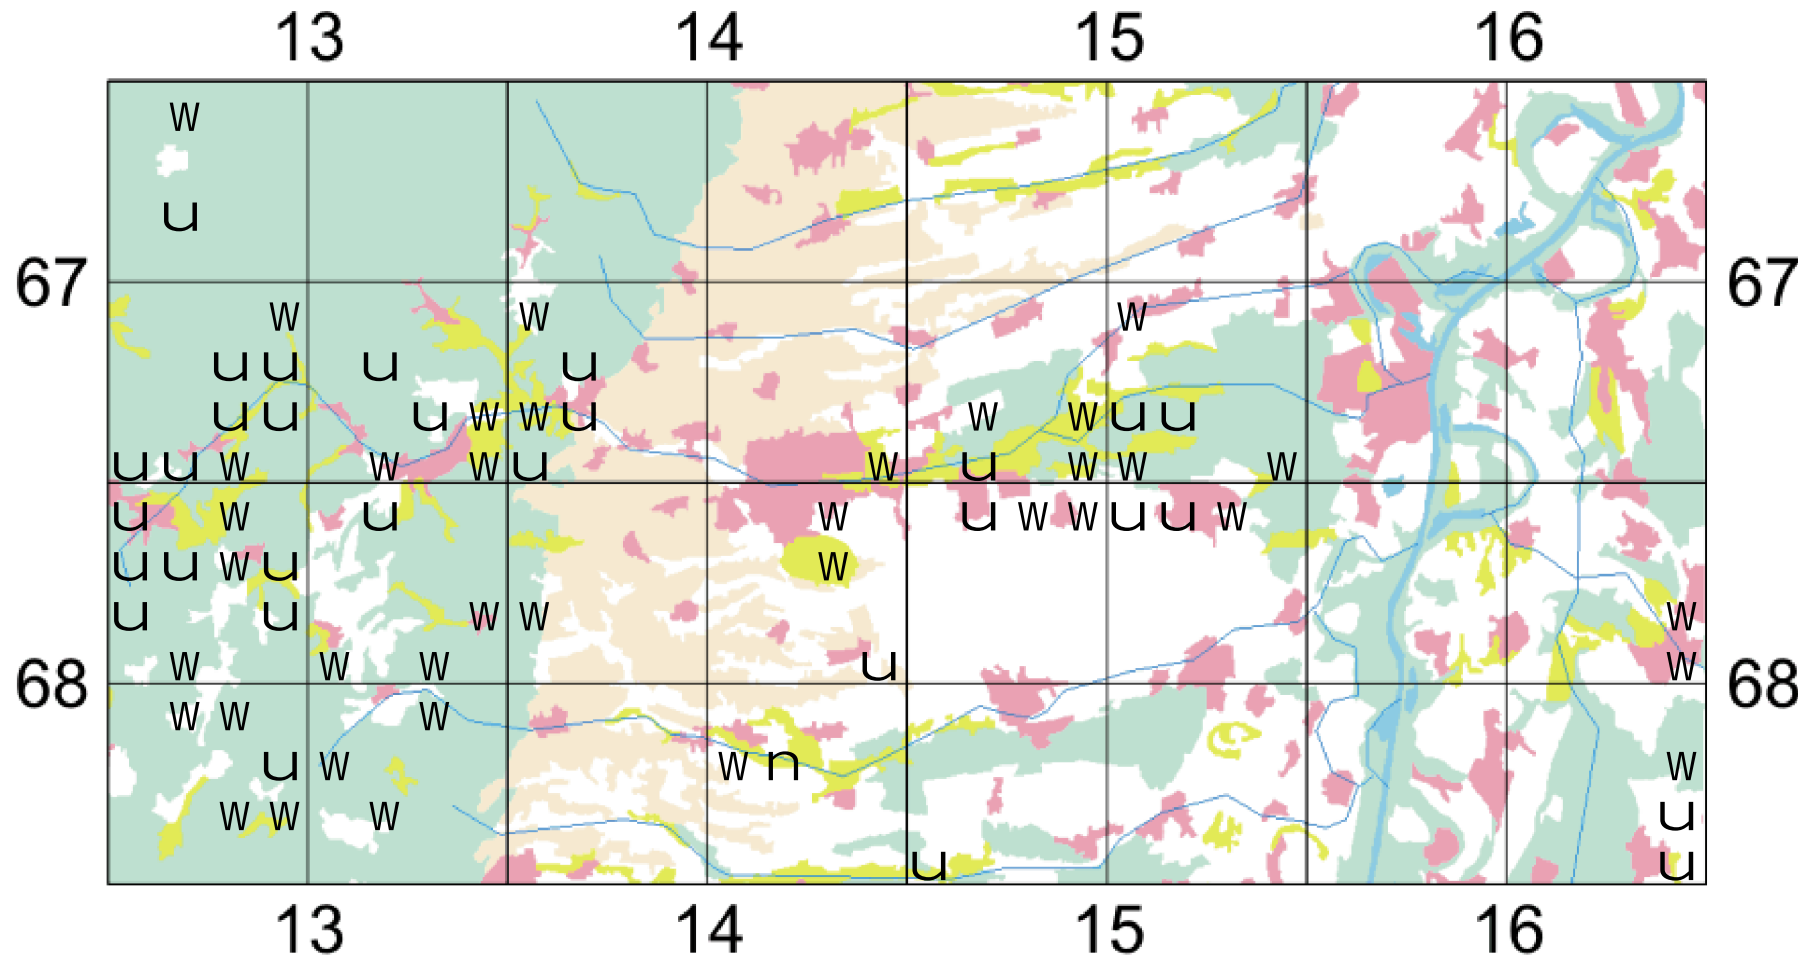 13 14 15 16
w
u
67 67
w w w
u u u u
u u u w w u w w u u
u u w w w u w u w w w
u w u w u w w u u w
u u w u w
u u w w w
w w w u w
w w w
u w w n w
w w w u
u u
68 68
13 14 15 16